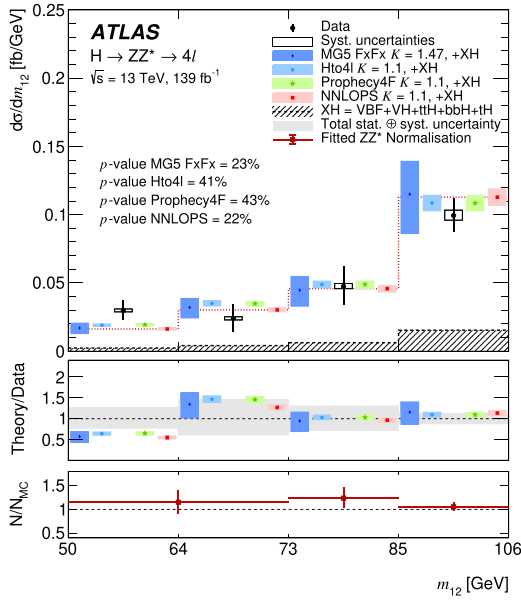 ATLAS
H → ZZ* → 4l
√s = 13 TeV, 139 fb⁻¹
Data
Syst. uncertainties
MG5 FxFx K = 1.47, +XH
Hto4l K = 1.1, +XH
Prophecy4F K = 1.1, +XH
NNLOPS K = 1.1, +XH
XH = VBF+VH+ttH+bbH+tH
Total stat. ⊕ syst. uncertainty
Fitted ZZ* Normalisation
p-value MG5 FxFx = 23%
p-value Hto4l = 41%
p-value Prophecy4F = 43%
p-value NNLOPS = 22%
dσ/dm₁₂ [fb/GeV]
0.25
0.2
0.15
0.1
0.05
0
Theory/Data
2
1.5
1
0.5
N/N_MC
1.5
1
0.5
50 64 73 85 106
m₁₂ [GeV]